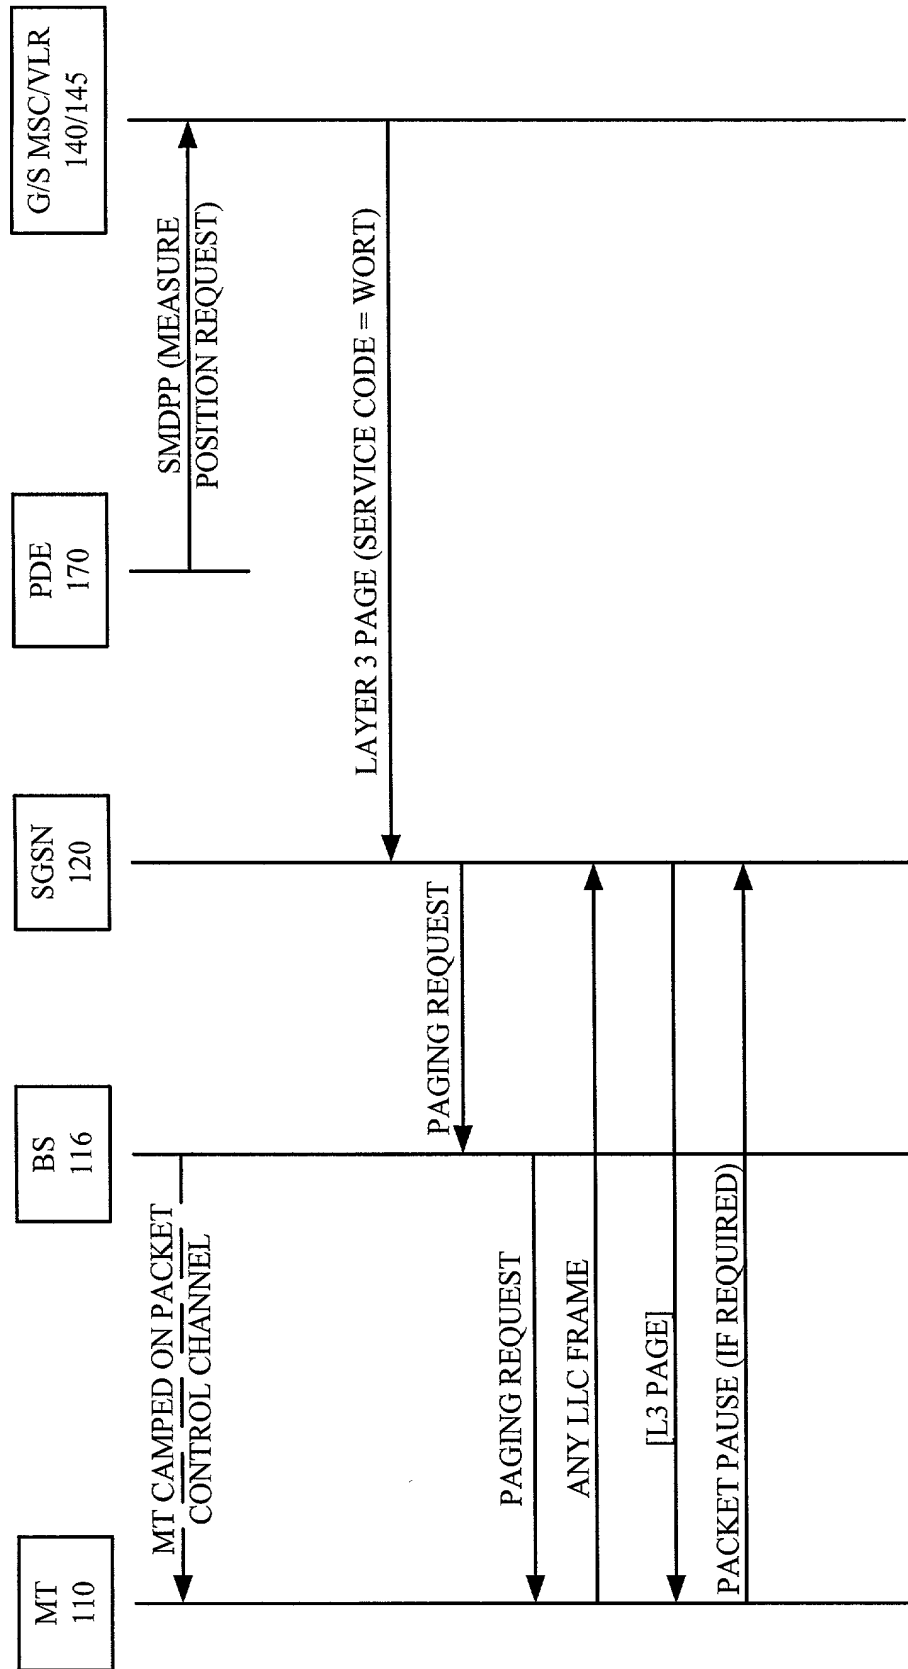 MT
110
BS
116
SGSN
120
PDE
170
G/S MSC/VLR
140/145
MT CAMPED ON PACKET
CONTROL CHANNEL
SMDPP (MEASURE
POSITION REQUEST)
LAYER 3 PAGE (SERVICE CODE = WORT)
PAGING REQUEST
PAGING REQUEST
ANY LLC FRAME
[L3 PAGE]
PACKET PAUSE (IF REQUIRED)